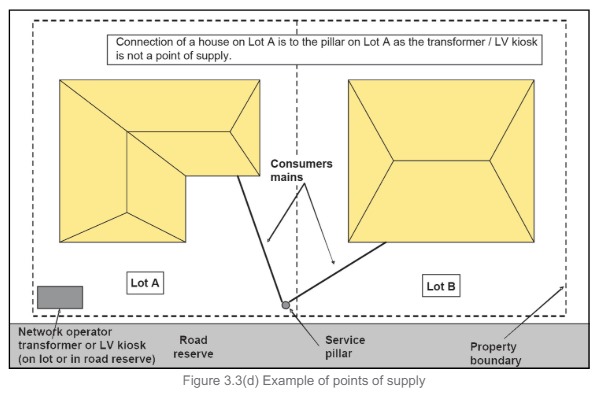 Connection of a house on Lot A is to the pillar on Lot A as the transformer / LV kiosk
is not a point of supply.
Consumers
mains
Lot A
Lot B
Network operator
transformer or LV kiosk
(on lot or in road reserve)
Road
reserve
Service
pillar
Property
boundary
Figure 3.3(d) Example of points of supply